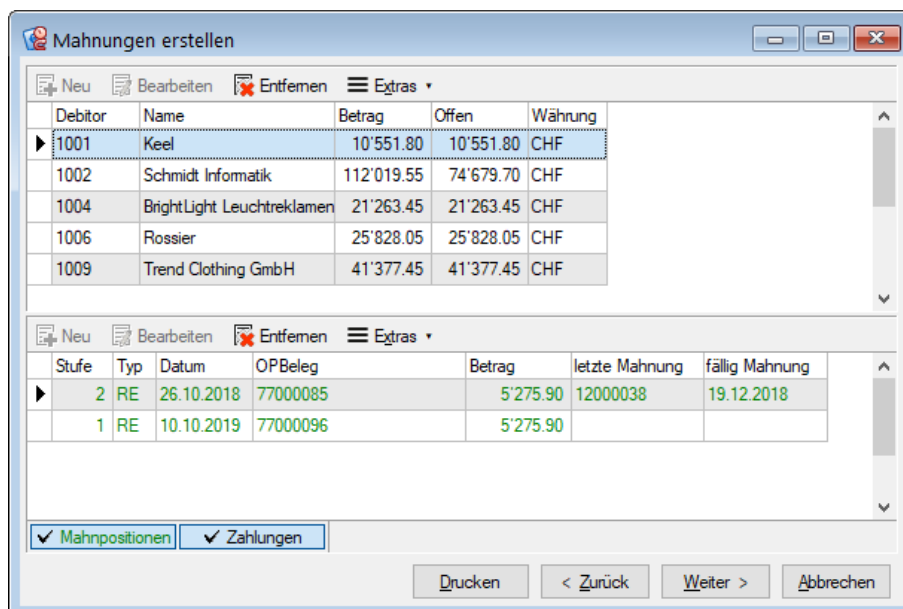 Mahnungen erstellen
Neu Bearbeiten Entfernen Extras
Debitor Name Betrag Offen Währung
1001 Keel 10'551.80 10'551.80 CHF
1002 Schmidt Informatik 112'019.55 74'679.70 CHF
1004 BrightLight Leuchtreklamen 21'263.45 21'263.45 CHF
1006 Rossier 25'828.05 25'828.05 CHF
1009 Trend Clothing GmbH 41'377.45 41'377.45 CHF
Neu Bearbeiten Entfernen Extras
Stufe Typ Datum OPBeleg Betrag letzte Mahnung fällig Mahnung
2 RE 26.10.2018 77000085 5'275.90 12000038 19.12.2018
1 RE 10.10.2019 77000096 5'275.90
Mahnpositionen Zahlungen
Drucken < Zurück Weiter > Abbrechen